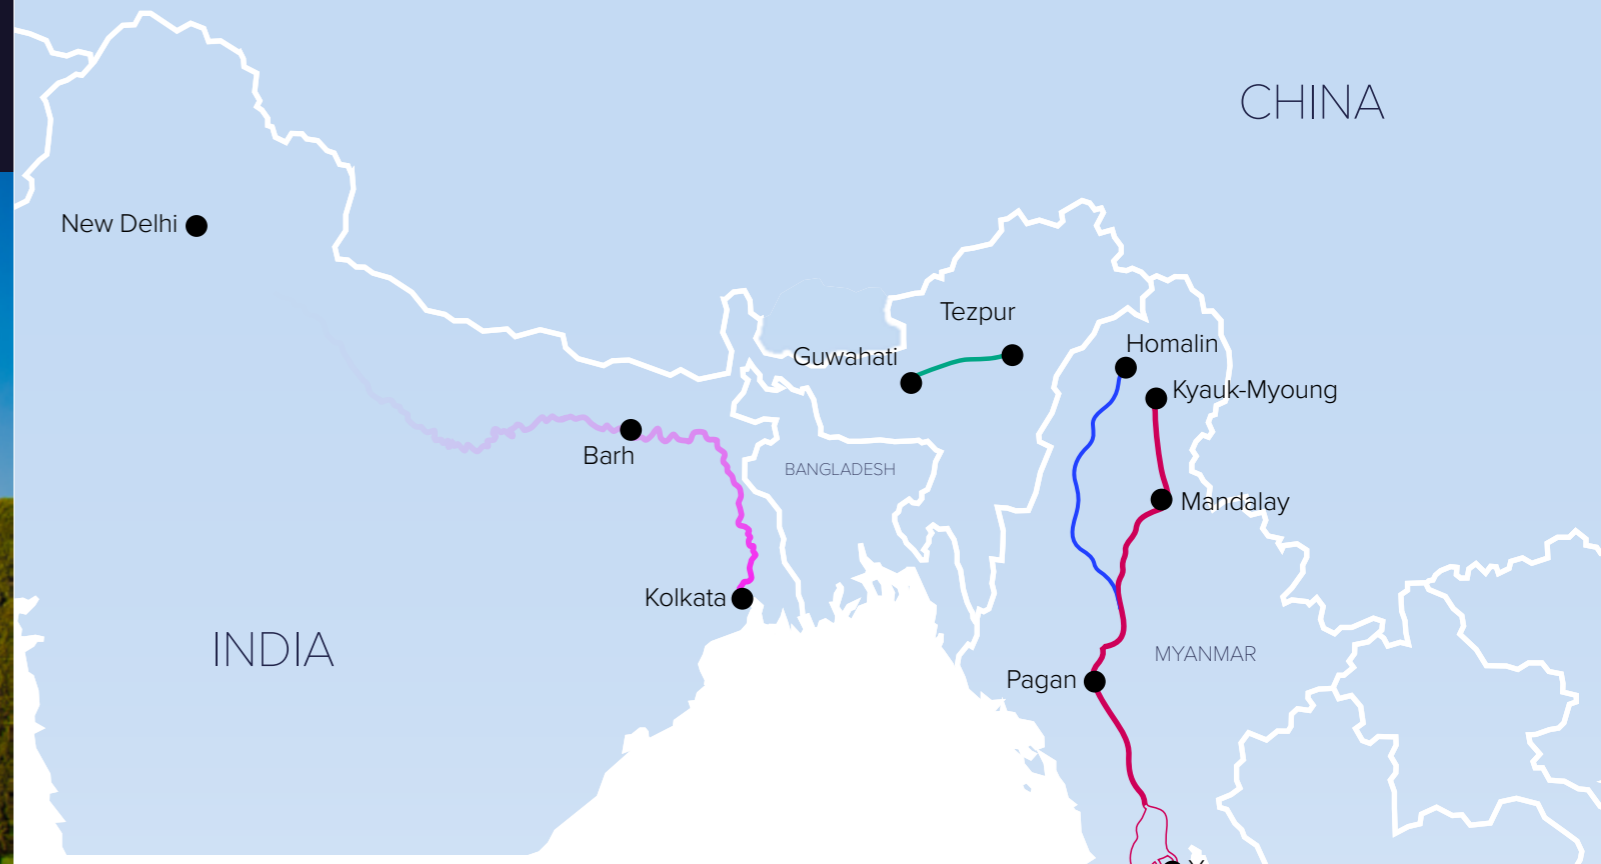 CHINA
New Delhi
Tezpur
Homalin
Guwahati
Kyauk-Myoung
Barh
BANGLADESH
Mandalay
Kolkata
INDIA
MYANMAR
Pagan